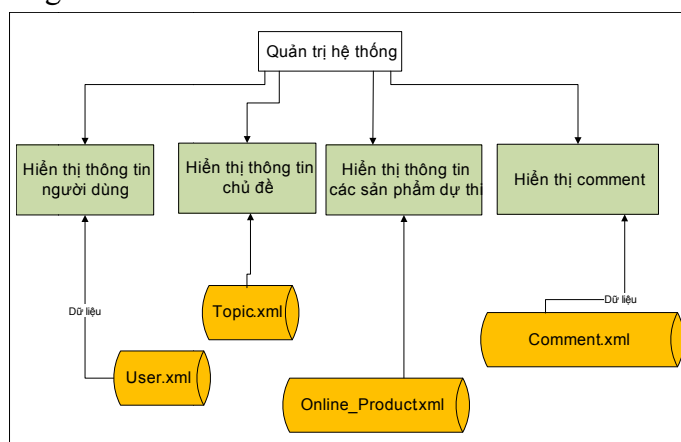 Quản trị hệ thống
Hiển thị thông tin
người dùng
Hiển thị thông tin
chủ đề
Hiển thị thông tin
các sản phẩm dự thi
Hiển thị comment
Dữ liệu
Topic.xml
Dữ liệu
Comment.xml
User.xml
Online_Productxml